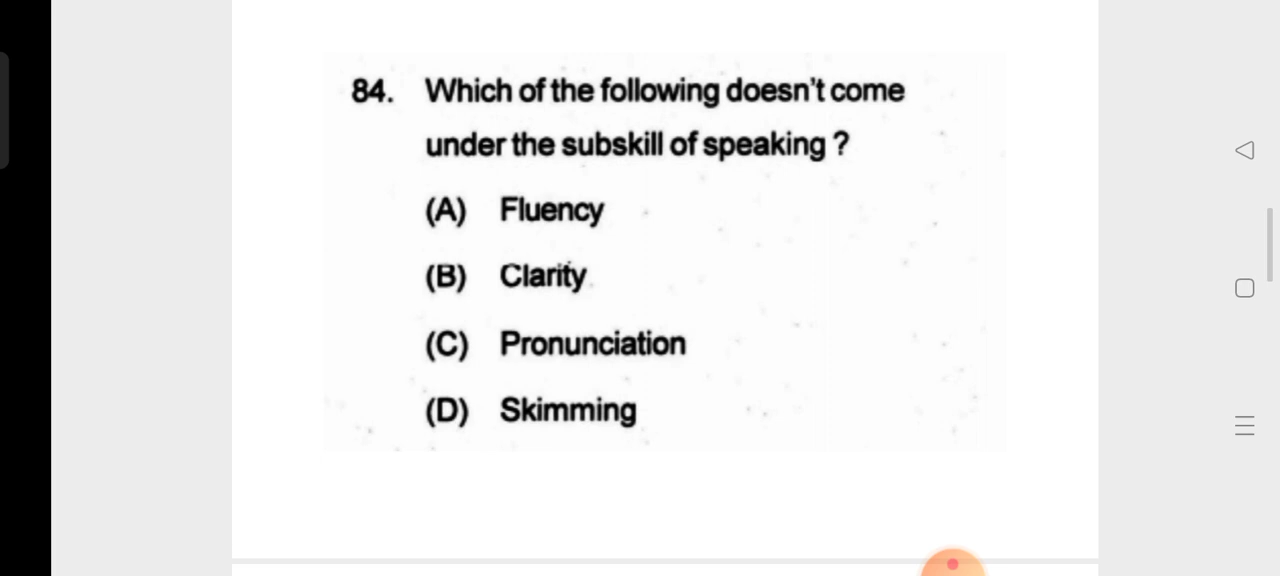 84. Which of the following doesn't come
under the subskill of speaking ?
(A) Fluency
(B) Clarity
(C) Pronunciation
(D) Skimming